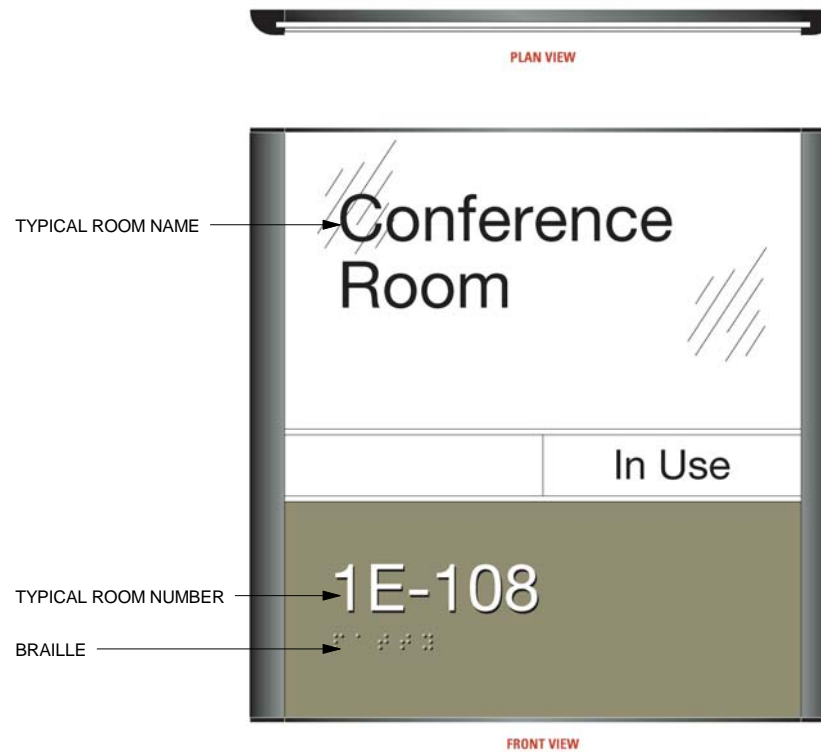 PLAN VIEW
TYPICAL ROOM NAME
Conference
Room
In Use
TYPICAL ROOM NUMBER
1E-108
BRAILLE
FRONT VIEW